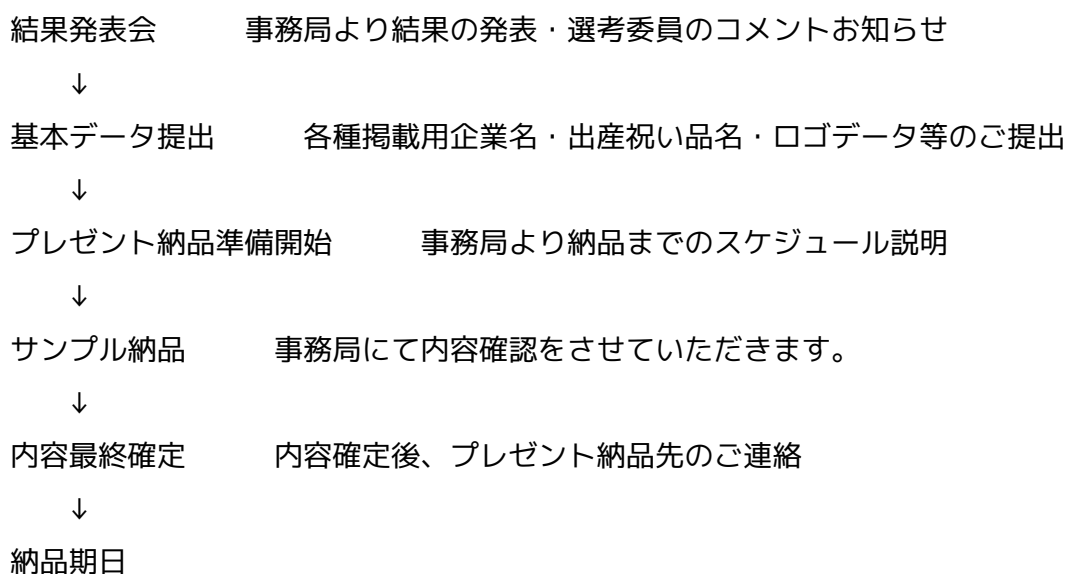 結果発表会　　　事務局より結果の発表・選考委員のコメントお知らせ
↓
基本データ提出　　　各種掲載用企業名・出産祝い品名・ロゴデータ等のご提出
↓
プレゼント納品準備開始　　　事務局より納品までのスケジュール説明
↓
サンプル納品　　　事務局にて内容確認をさせていただきます。
↓
内容最終確定　　　内容確定後、プレゼント納品先のご連絡
↓
納品期日